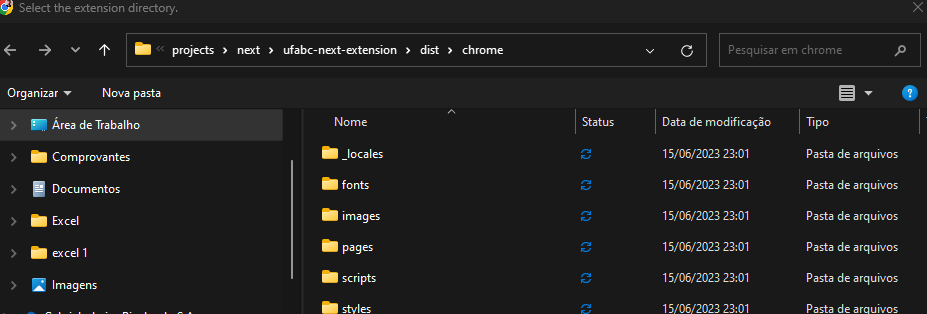 Select the extension directory.
projects > next > ufabc-next-extension > dist > chrome
Pesquisar em chrome
Organizar
Nova pasta
Área de Trabalho
Comprovantes
Documentos
Excel
excel 1
Imagens
Nome Status Data de modificação Tipo
_locales 15/06/2023 23:01 Pasta de arquivos
fonts 15/06/2023 23:01 Pasta de arquivos
images 15/06/2023 23:01 Pasta de arquivos
pages 15/06/2023 23:01 Pasta de arquivos
scripts 15/06/2023 23:01 Pasta de arquivos
styles 15/06/2023 23:01 Pasta de arquivos